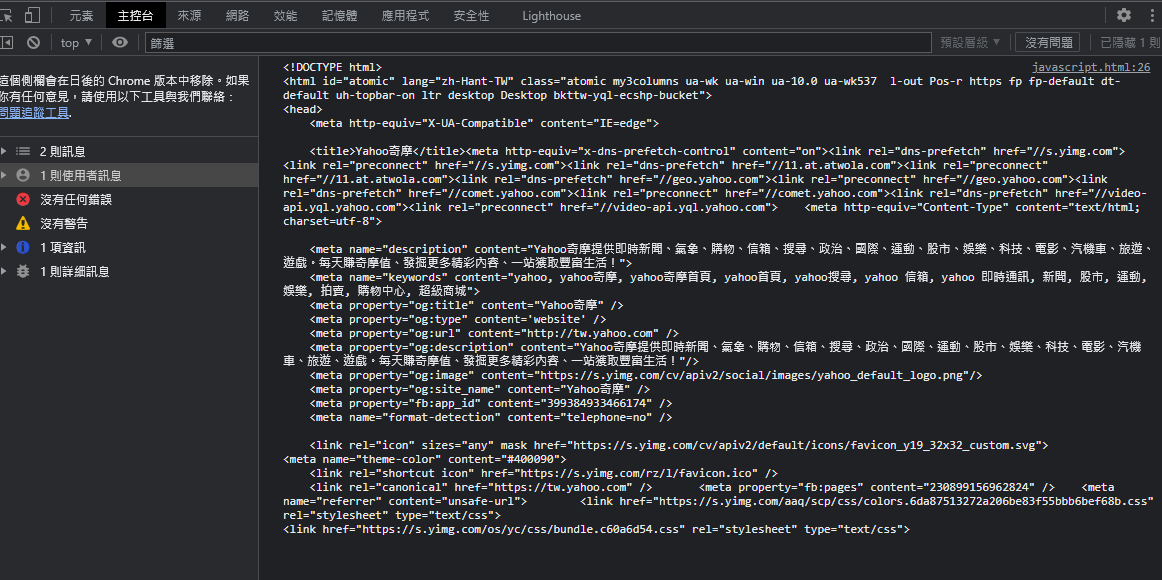 元素 主控台 來源 網路 效能 記憶體 應用程式 安全性 Lighthouse
top ▼ 篩選 預設層級 ▼ 沒有問題 已隱藏 1 則
這個側欄會在日後的 Chrome 版本中移除。如果
你有任何意見，請使用以下工具與我們聯絡：
問題追蹤工具.
2 則訊息
1 則使用者訊息
沒有任何錯誤
沒有警告
1 項資訊
1 則詳細訊息
javascript.html:26
<!DOCTYPE html>
<html id="atomic" lang="zh-Hant-TW" class="atomic my3columns ua-wk ua-win ua-10.0 ua-wk537  l-out Pos-r https fp fp-default dt-
default uh-topbar-on ltr desktop Desktop bkttw-yql-ecshp-bucket">
<head>
    <meta http-equiv="X-UA-Compatible" content="IE=edge">
    <title>Yahoo奇摩</title><meta http-equiv="x-dns-prefetch-control" content="on"><link rel="dns-prefetch" href="//s.yimg.com">
<link rel="preconnect" href="//s.yimg.com"><link rel="dns-prefetch" href="//11.at.atwola.com"><link rel="preconnect"
href="//11.at.atwola.com"><link rel="dns-prefetch" href="//geo.yahoo.com"><link rel="preconnect" href="//geo.yahoo.com"><link
rel="dns-prefetch" href="//comet.yahoo.com"><link rel="preconnect" href="//comet.yahoo.com"><link rel="dns-prefetch" href="//video-
api.yql.yahoo.com"><link rel="preconnect" href="//video-api.yql.yahoo.com">    <meta http-equiv="Content-Type" content="text/html;
charset=utf-8">
    <meta name="description" content="Yahoo奇摩提供即時新聞、氣象、購物、信箱、搜尋、政治、國際、運動、股市、娛樂、科技、電影、汽機車、旅遊、
遊戲。每天賺奇摩值、發掘更多精彩內容、一站獲取豐富生活！">
    <meta name="keywords" content="yahoo, yahoo奇摩, yahoo奇摩首頁, yahoo首頁, yahoo搜尋, yahoo 信箱, yahoo 即時通訊, 新聞, 股市, 運動,
娛樂, 拍賣, 購物中心, 超級商城">
    <meta property="og:title" content="Yahoo奇摩" />
    <meta property="og:type" content='website' />
    <meta property="og:url" content="http://tw.yahoo.com" />
    <meta property="og:description" content="Yahoo奇摩提供即時新聞、氣象、購物、信箱、搜尋、政治、國際、運動、股市、娛樂、科技、電影、汽機
車、旅遊、遊戲。每天賺奇摩值、發掘更多精彩內容、一站獲取豐富生活！"/>
    <meta property="og:image" content="https://s.yimg.com/cv/apiv2/social/images/yahoo_default_logo.png"/>
    <meta property="og:site_name" content="Yahoo奇摩" />
    <meta property="fb:app_id" content="399384933466174" />
    <meta name="format-detection" content="telephone=no" />
    <link rel="icon" sizes="any" mask href="https://s.yimg.com/cv/apiv2/default/icons/favicon_y19_32x32_custom.svg">
<meta name="theme-color" content="#400090">
    <link rel="shortcut icon" href="https://s.yimg.com/rz/l/favicon.ico" />
    <link rel="canonical" href="https://tw.yahoo.com" />       <meta property="fb:pages" content="230899156962824" />    <meta
name="referrer" content="unsafe-url">        <link href="https://s.yimg.com/aaq/scp/css/colors.6da87513272a206be83f55bbb6bef68b.css"
rel="stylesheet" type="text/css">
<link href="https://s.yimg.com/os/yc/css/bundle.c60a6d54.css" rel="stylesheet" type="text/css">